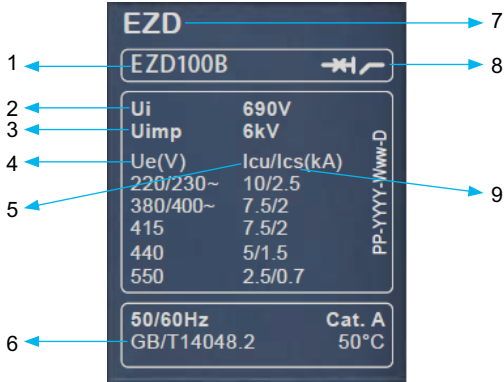 EZD
7
1
EZD100B
8
2
Ui 690V
3
Uimp 6kV
4
Ue(V) Icu/Ics(kA)
5
220/230~ 10/2.5
9
380/400~ 7.5/2
415 7.5/2
440 5/1.5
550 2.5/0.7
PP-YYYY-Www-D
50/60Hz Cat. A
6
GB/T14048.2 50°C